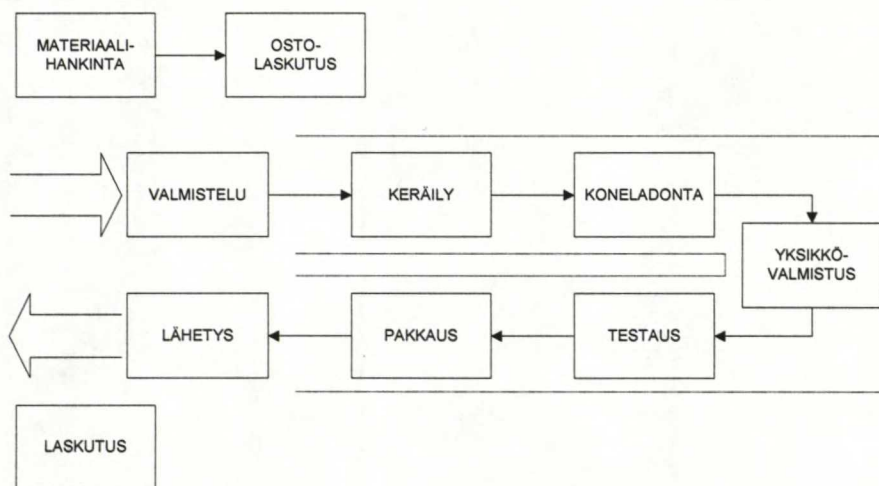 MATERIAALI-
HANKINTA
OSTO-
LASKUTUS
VALMISTELU
KERÄILY
KONELADONTA
YKSIKKÖ-
VALMISTUS
LÄHETYS
PAKKAUS
TESTAUS
LASKUTUS